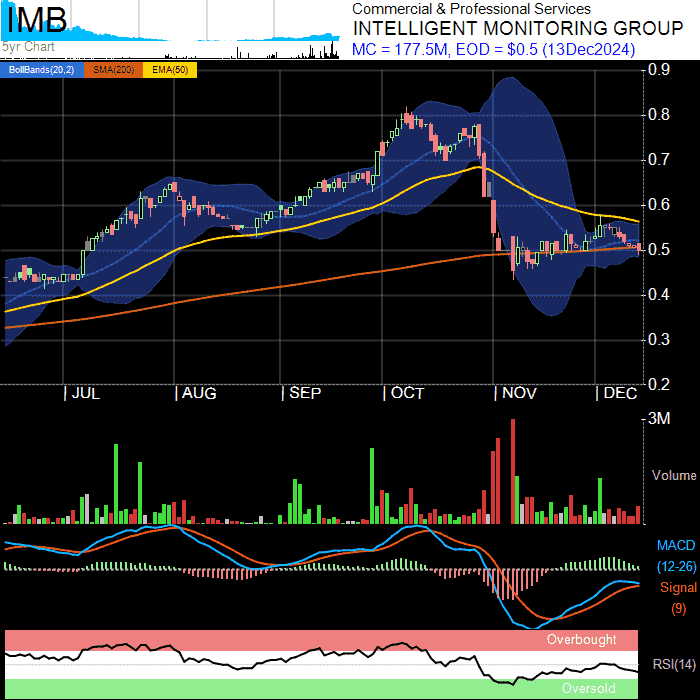 IMB
5yr Chart
Commercial & Professional Services
INTELLIGENT MONITORING GROUP
MC = 177.5M, EOD = $0.5 (13Dec2024)
BollBands(20,2) SMA(200) EMA(50)
0.9
0.8
0.7
0.6
0.5
0.4
0.3
0.2
JUL AUG SEP OCT NOV DEC
3M
Volume
MACD
(12-26)
Signal
(9)
Overbought
RSI(14)
Oversold